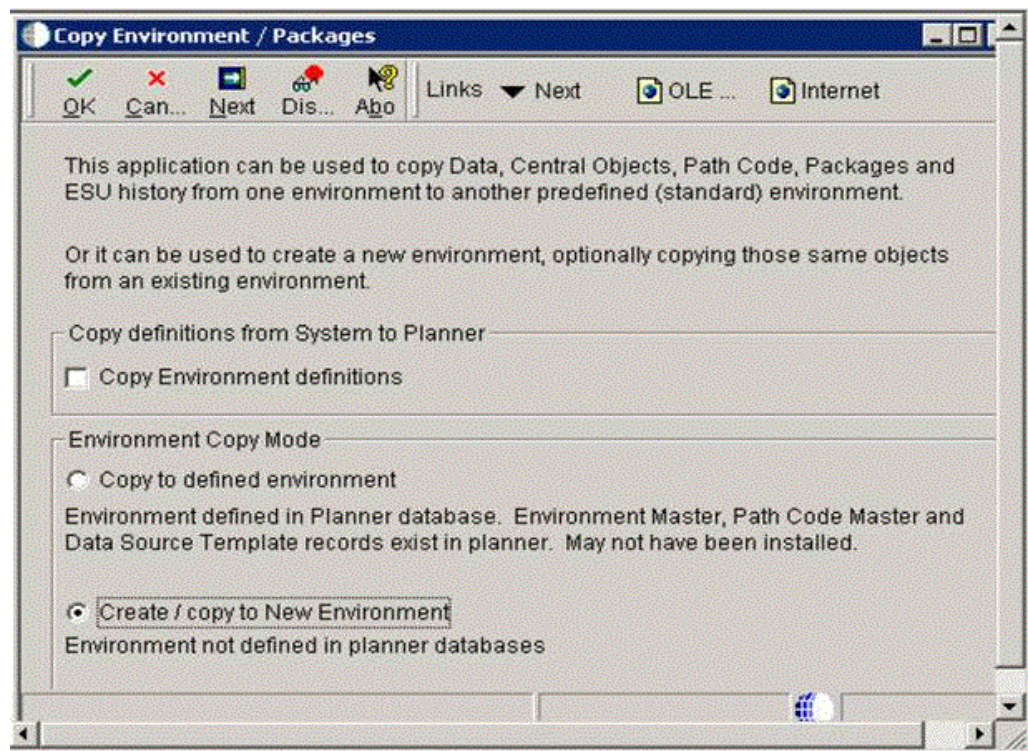 Copy Environment / Packages
OK Can... Next Dis... Abo Links Next OLE ... Internet
This application can be used to copy Data, Central Objects, Path Code, Packages and
ESU history from one environment to another predefined (standard) environment.
Or it can be used to create a new environment, optionally copying those same objects
from an existing environment.
Copy definitions from System to Planner
Copy Environment definitions
Environment Copy Mode
Copy to defined environment
Environment defined in Planner database. Environment Master, Path Code Master and
Data Source Template records exist in planner. May not have been installed.
Create / copy to New Environment
Environment not defined in planner databases